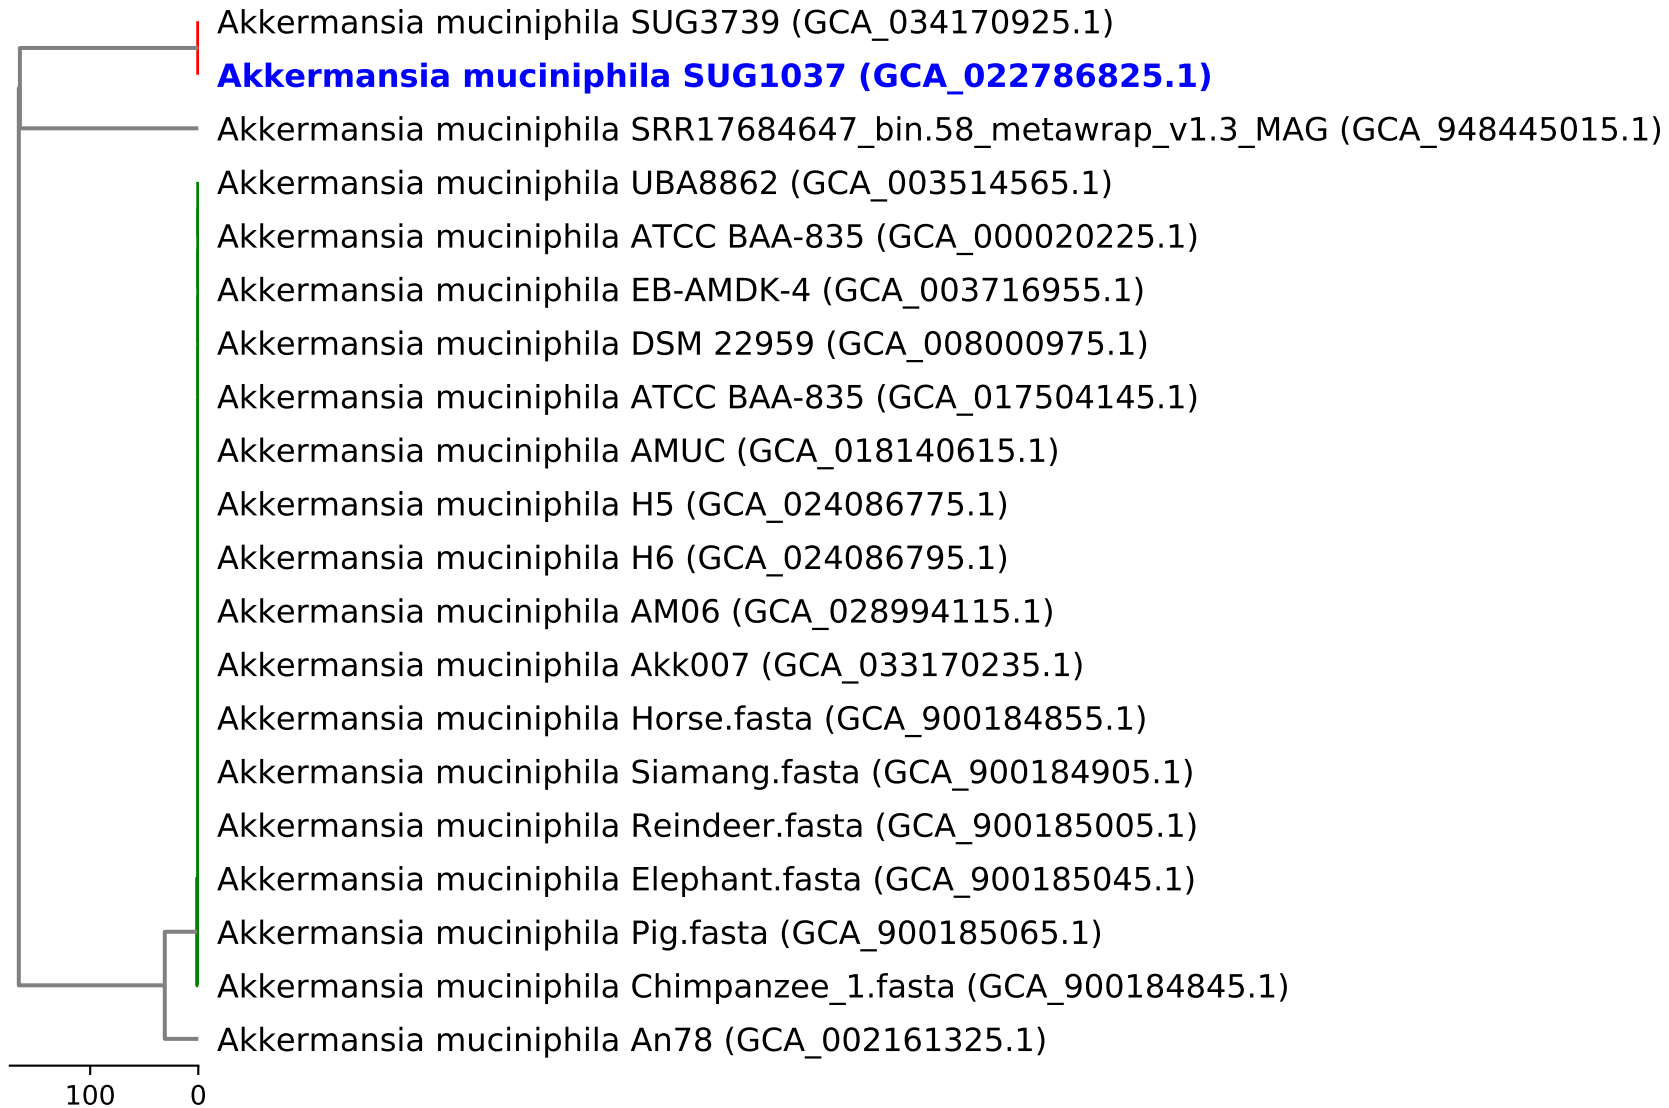 Akkermansia muciniphila SUG3739 (GCA_034170925.1)
Akkermansia muciniphila SUG1037 (GCA_022786825.1)
Akkermansia muciniphila SRR17684647_bin.58_metawrap_v1.3_MAG (GCA_948445015.1)
Akkermansia muciniphila UBA8862 (GCA_003514565.1)
Akkermansia muciniphila ATCC BAA-835 (GCA_000020225.1)
Akkermansia muciniphila EB-AMDK-4 (GCA_003716955.1)
Akkermansia muciniphila DSM 22959 (GCA_008000975.1)
Akkermansia muciniphila ATCC BAA-835 (GCA_017504145.1)
Akkermansia muciniphila AMUC (GCA_018140615.1)
Akkermansia muciniphila H5 (GCA_024086775.1)
Akkermansia muciniphila H6 (GCA_024086795.1)
Akkermansia muciniphila AM06 (GCA_028994115.1)
Akkermansia muciniphila Akk007 (GCA_033170235.1)
Akkermansia muciniphila Horse.fasta (GCA_900184855.1)
Akkermansia muciniphila Siamang.fasta (GCA_900184905.1)
Akkermansia muciniphila Reindeer.fasta (GCA_900185005.1)
Akkermansia muciniphila Elephant.fasta (GCA_900185045.1)
Akkermansia muciniphila Pig.fasta (GCA_900185065.1)
Akkermansia muciniphila Chimpanzee_1.fasta (GCA_900184845.1)
Akkermansia muciniphila An78 (GCA_002161325.1)
100 0